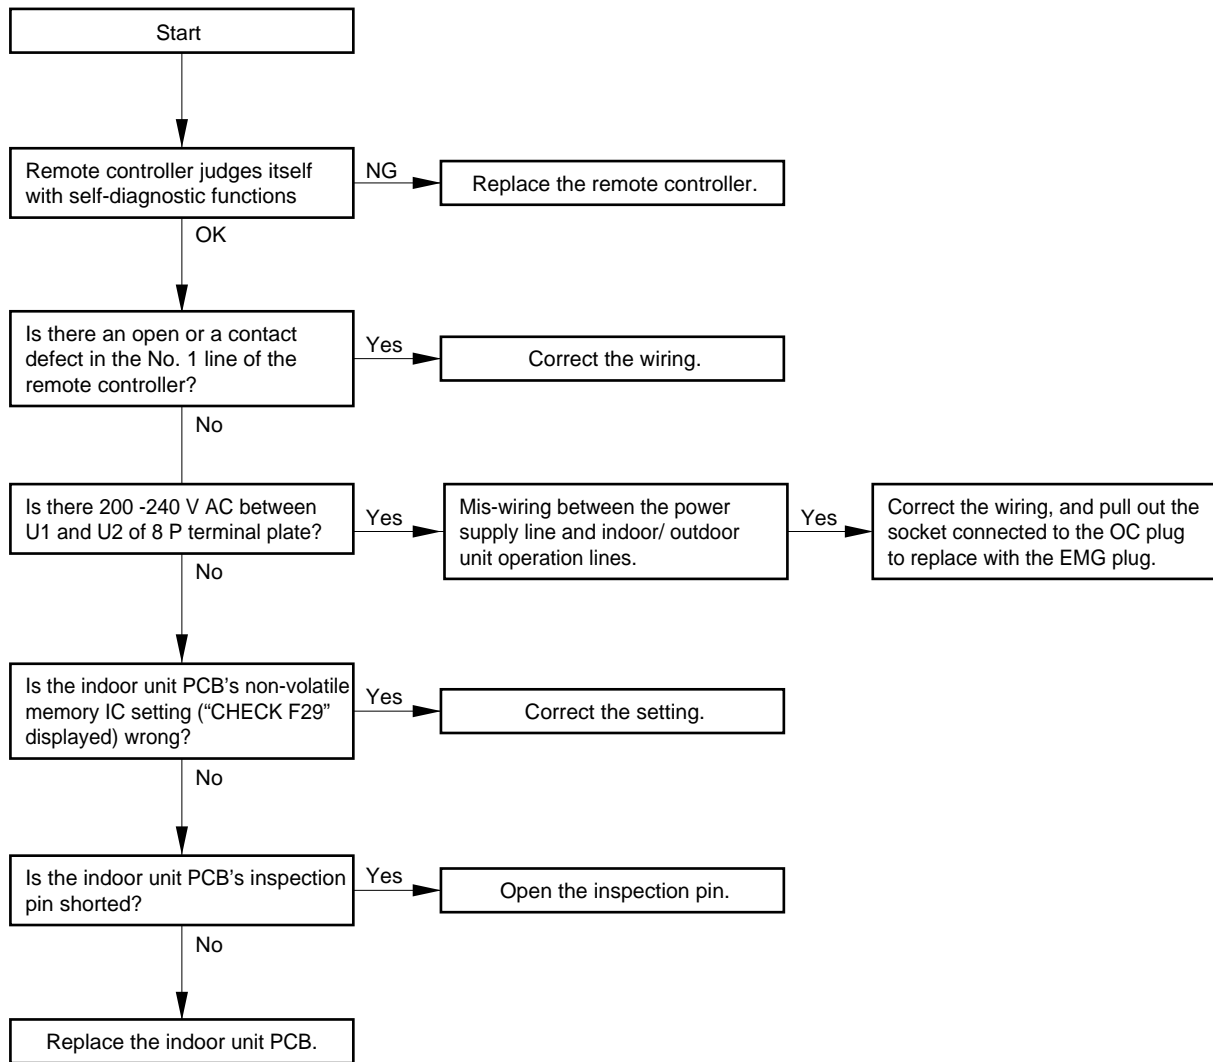 Start
Remote controller judges itself
with self-diagnostic functions
NG
Replace the remote controller.
OK
Is there an open or a contact
defect in the No. 1 line of the
remote controller?
Yes
Correct the wiring.
No
Is there 200 -240 V AC between
U1 and U2 of 8 P terminal plate?
Yes
Mis-wiring between the power
supply line and indoor/ outdoor
unit operation lines.
Yes
Correct the wiring, and pull out the
socket connected to the OC plug
to replace with the EMG plug.
No
Is the indoor unit PCB's non-volatile
memory IC setting (“CHECK F29”
displayed) wrong?
Yes
Correct the setting.
No
Is the indoor unit PCB's inspection
pin shorted?
Yes
Open the inspection pin.
No
Replace the indoor unit PCB.